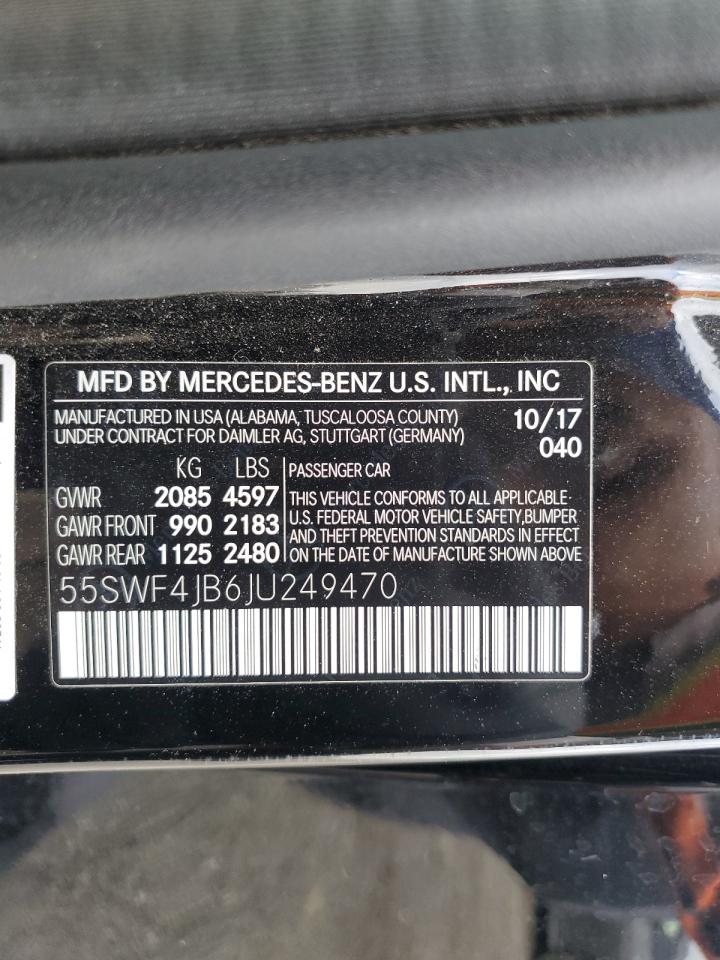 MFD BY MERCEDES-BENZ U.S. INTL., INC
MANUFACTURED IN USA (ALABAMA, TUSCALOOSA COUNTY) 10/17
UNDER CONTRACT FOR DAIMLER AG, STUTTGART (GERMANY) 040
KG LBS
GVWR 2085 4597
GAWR FRONT 990 2183
GAWR REAR 1125 2480
PASSENGER CAR
THIS VEHICLE CONFORMS TO ALL APPLICABLE
U.S. FEDERAL MOTOR VEHICLE SAFETY,BUMPER
AND THEFT PREVENTION STANDARDS IN EFFECT
ON THE DATE OF MANUFACTURE SHOWN ABOVE
55SWF4JB6JU249470